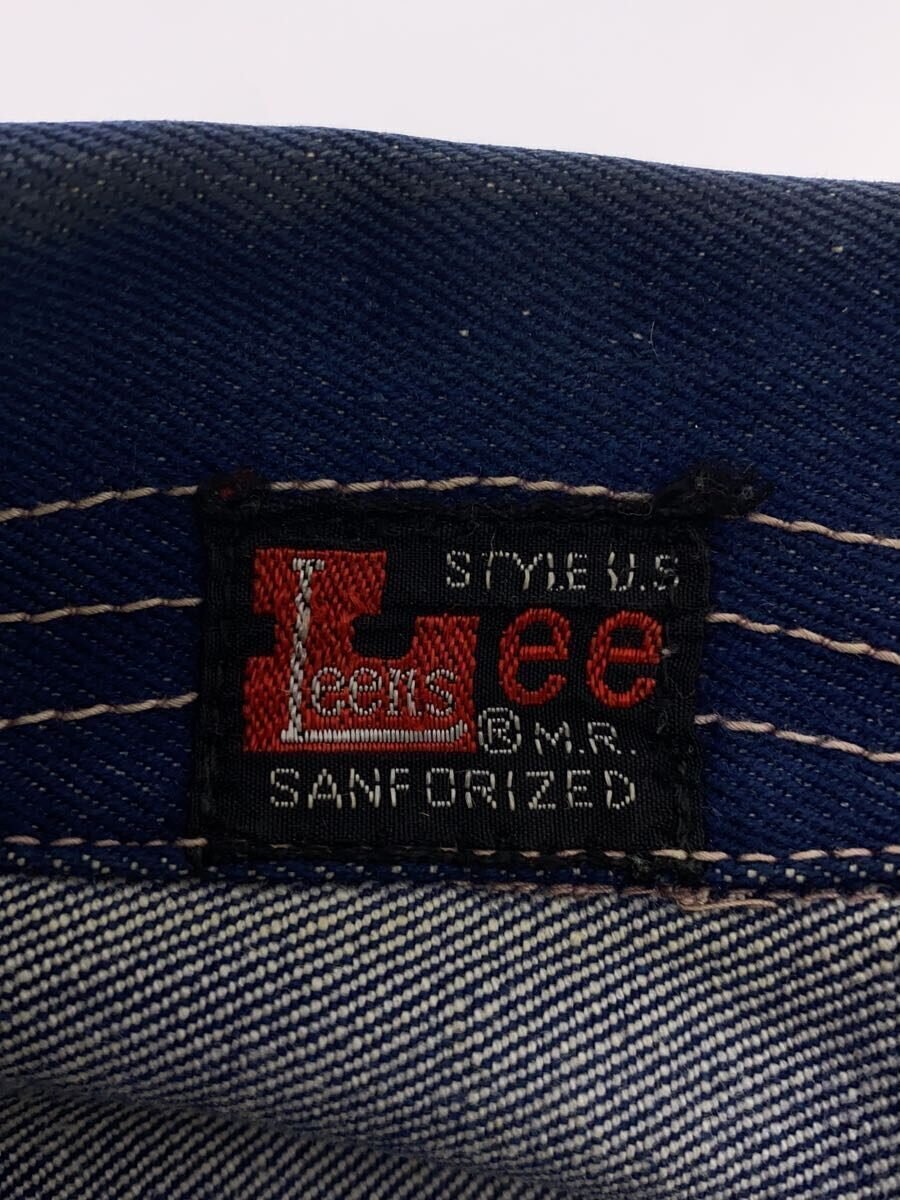 STYLE U.S
Lee
Leens
® M.R.
SANFORIZED